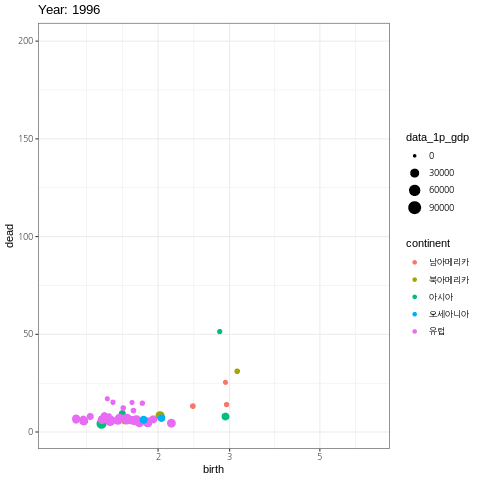 Year: 1996
200
150
100
50
0
dead
2
3
5
birth
data_1p_gdp
0
30000
60000
90000
continent
남아메리카
북아메리카
아시아
오세아니아
유럽